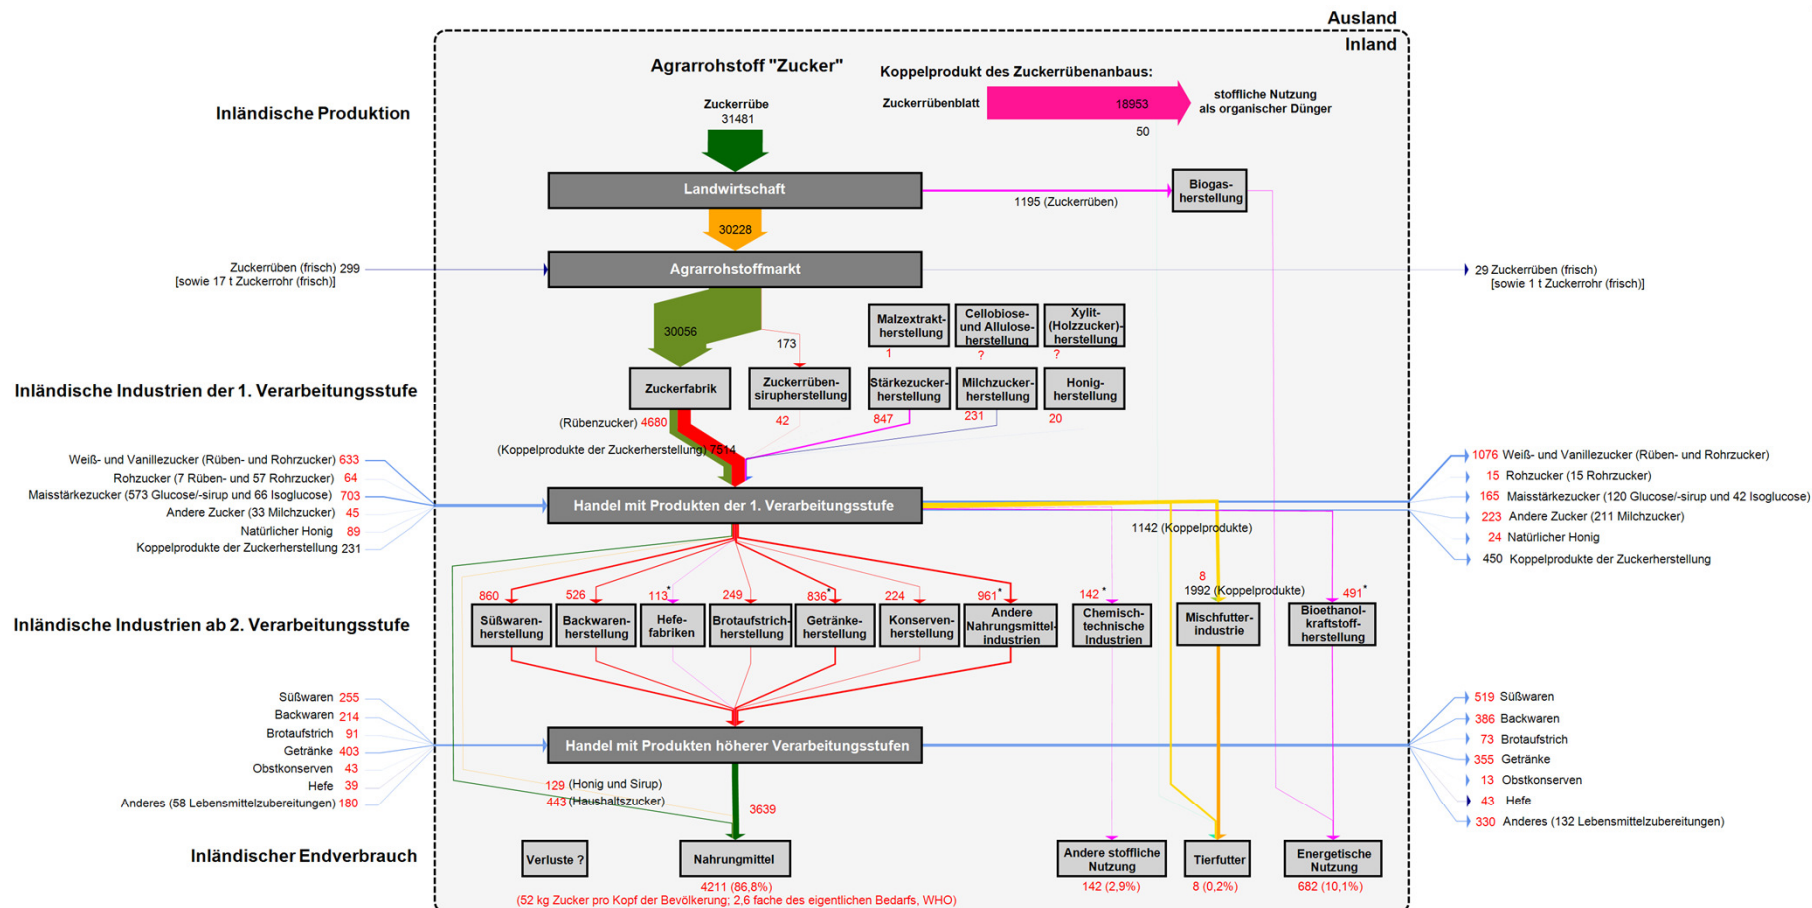 Ausland
Inland
Agrarrohstoff "Zucker"
Koppelprodukt des Zuckerrübenanbaus:
Zuckerrübenblatt
18953
stoffliche Nutzung
als organischer Dünger
50
Inländische Produktion
Zuckerrübe
31481
Landwirtschaft
1195 (Zuckerrüben)
Biogas-
herstellung
30228
Zuckerrüben (frisch) 299
[sowie 17 t Zuckerrohr (frisch)]
Agrarrohstoffmarkt
29 Zuckerrüben (frisch)
[sowie 1 t Zuckerrohr (frisch)]
30056
173
Malzextrakt-
herstellung
1
Cellobiose-
und Allulose-
herstellung
?
Xylit-
(Holzzucker)-
herstellung
?
Inländische Industrien der 1. Verarbeitungsstufe
Zuckerfabrik
Zuckerrüben-
sirupherstellung
Stärkezucker-
herstellung
Milchzucker-
herstellung
Honig-
herstellung
(Rübenzucker) 4680
42
847
231
20
(Koppelprodukte der Zuckerherstellung) 7514
Weiß- und Vanillezucker (Rüben- und Rohrzucker) 633
Rohzucker (7 Rüben- und 57 Rohrzucker) 64
Maisstärkezucker (573 Glucose/-sirup und 66 Isoglucose) 703
Andere Zucker (33 Milchzucker) 45
Natürlicher Honig 89
Koppelprodukte der Zuckerherstellung 231
Handel mit Produkten der 1. Verarbeitungsstufe
1076 Weiß- und Vanillezucker (Rüben- und Rohrzucker)
15 Rohzucker (15 Rohrzucker)
165 Maisstärkezucker (120 Glucose/-sirup und 42 Isoglucose)
223 Andere Zucker (211 Milchzucker)
24 Natürlicher Honig
450 Koppelprodukte der Zuckerherstellung
1142 (Koppelprodukte)
8
1992 (Koppelprodukte)
Inländische Industrien ab 2. Verarbeitungsstufe
860
526
113*
249
836*
224
961*
142*
491*
Süßwaren-
herstellung
Backwaren-
herstellung
Hefe-
fabriken
Brotaufstrich-
herstellung
Getränke-
herstellung
Konserven-
herstellung
Andere
Nahrungsmittel-
industrien
Chemisch-
technische
Industrien
Mischfutter-
industrie
Bioethanol-
kraftstoff-
herstellung
Süßwaren 255
Backwaren 214
Brotaufstrich 91
Getränke 403
Obstkonserven 43
Hefe 39
Anderes (58 Lebensmittelzubereitungen) 180
Handel mit Produkten höherer Verarbeitungsstufen
519 Süßwaren
386 Backwaren
73 Brotaufstrich
355 Getränke
13 Obstkonserven
43 Hefe
330 Anderes (132 Lebensmittelzubereitungen)
129 (Honig und Sirup)
443 (Haushaltszucker)
3639
Inländischer Endverbrauch
Verluste ?
Nahrungmittel
Andere stoffliche
Nutzung
Tierfutter
Energetische
Nutzung
4211 (86,8%)
142 (2,9%)
8 (0,2%)
682 (10,1%)
(52 kg Zucker pro Kopf der Bevölkerung; 2,6 fache des eigentlichen Bedarfs, WHO)